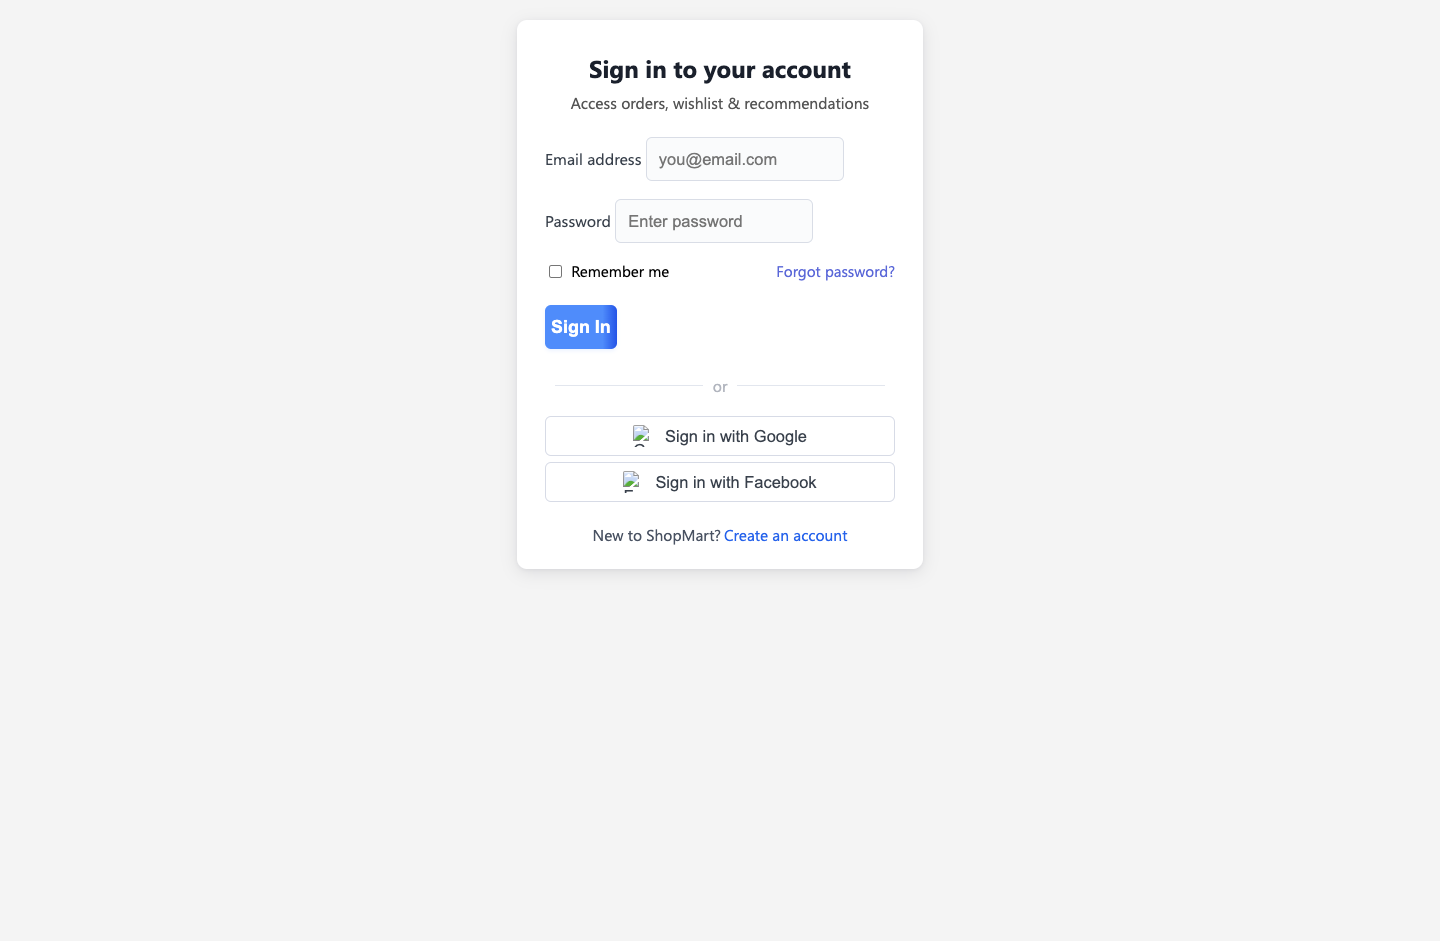 Sign in to your account
Access orders, wishlist & recommendations
Email address you@email.com
Password Enter password
Remember me Forgot password?
Sign In
or
Sign in with Google
Sign in with Facebook
New to ShopMart? Create an account